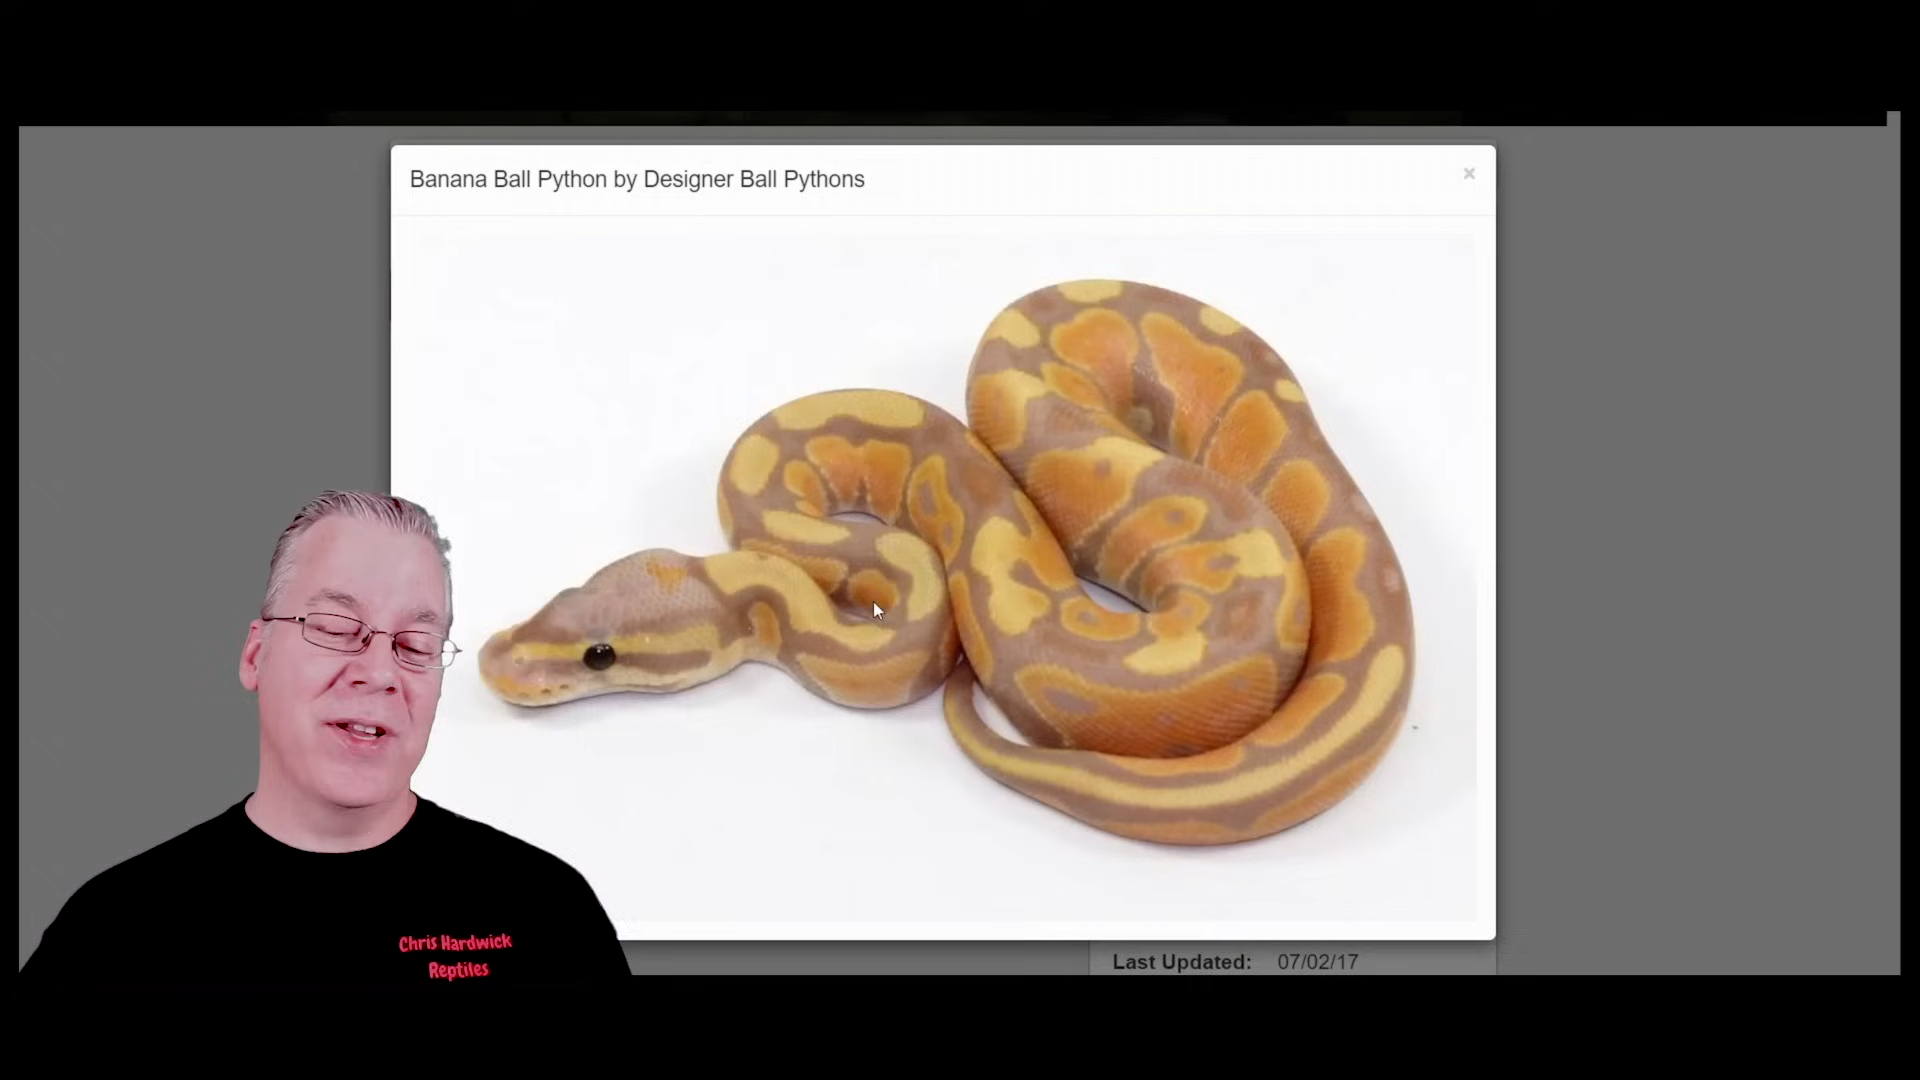 Banana Ball Python by Designer Ball Pythons
×
Chris Hardwick
Reptiles
Last Updated: 07/02/17